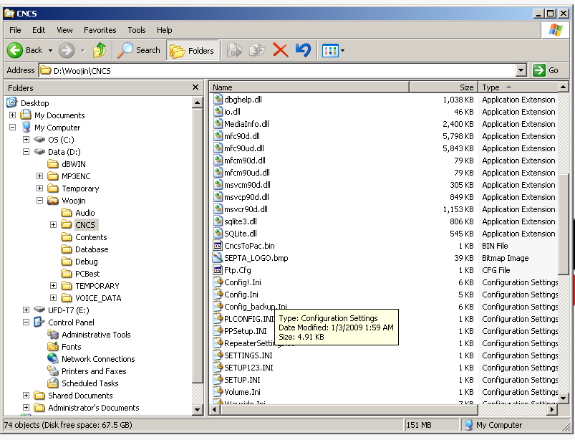 CNCS
File Edit View Favorites Tools Help
Back Search Folders
Address D:\Woojin\CNCS Go
Folders
Desktop
My Documents
My Computer
OS (C:)
Data (D:)
dBWIN
MP3ENC
Temporary
Woojin
Audio
CNCS
Contents
Database
Debug
PCBest
TEMPORARY
VOICE_DATA
UFD-T7 (E:)
Control Panel
Administrative Tools
Fonts
Network Connections
Printers and Faxes
Scheduled Tasks
Shared Documents
Administrator's Documents
Name Size Type
dbghelp.dll 1,038 KB Application Extension
io.dll 46 KB Application Extension
MediaInfo.dll 2,400 KB Application Extension
mfc90d.dll 5,798 KB Application Extension
mfc90ud.dll 5,843 KB Application Extension
mfcm90d.dll 79 KB Application Extension
mfcm90ud.dll 79 KB Application Extension
msvcm90d.dll 305 KB Application Extension
msvcp90d.dll 849 KB Application Extension
msvcr90d.dll 1,153 KB Application Extension
sqlite3.dll 806 KB Application Extension
SQLite.dll 545 KB Application Extension
CncsToPac.bin 1 KB BIN File
SEPTA_LOGO.bmp 39 KB Bitmap Image
Ftp.Cfg 1 KB CFG File
Config!.Ini 6 KB Configuration Settings
Config.Ini 5 KB Configuration Settings
Config_backup.Ini 6 KB Configuration Settings
PLCONFIG.INI 1 KB Configuration Settings
PPSetup.INI 1 KB Configuration Settings
RepeaterSetting 1 KB Configuration Settings
SETTINGS.INI 1 KB Configuration Settings
SETUP123.INI 1 KB Configuration Settings
SETUP.INI 1 KB Configuration Settings
Volume.Ini 1 KB Configuration Settings
Wayside.Ini 7 KB Configuration Settings
Type: Configuration Settings
Date Modified: 1/3/2009 1:59 AM
Size: 4.91 KB
74 objects (Disk free space: 67.5 GB) 151 MB My Computer